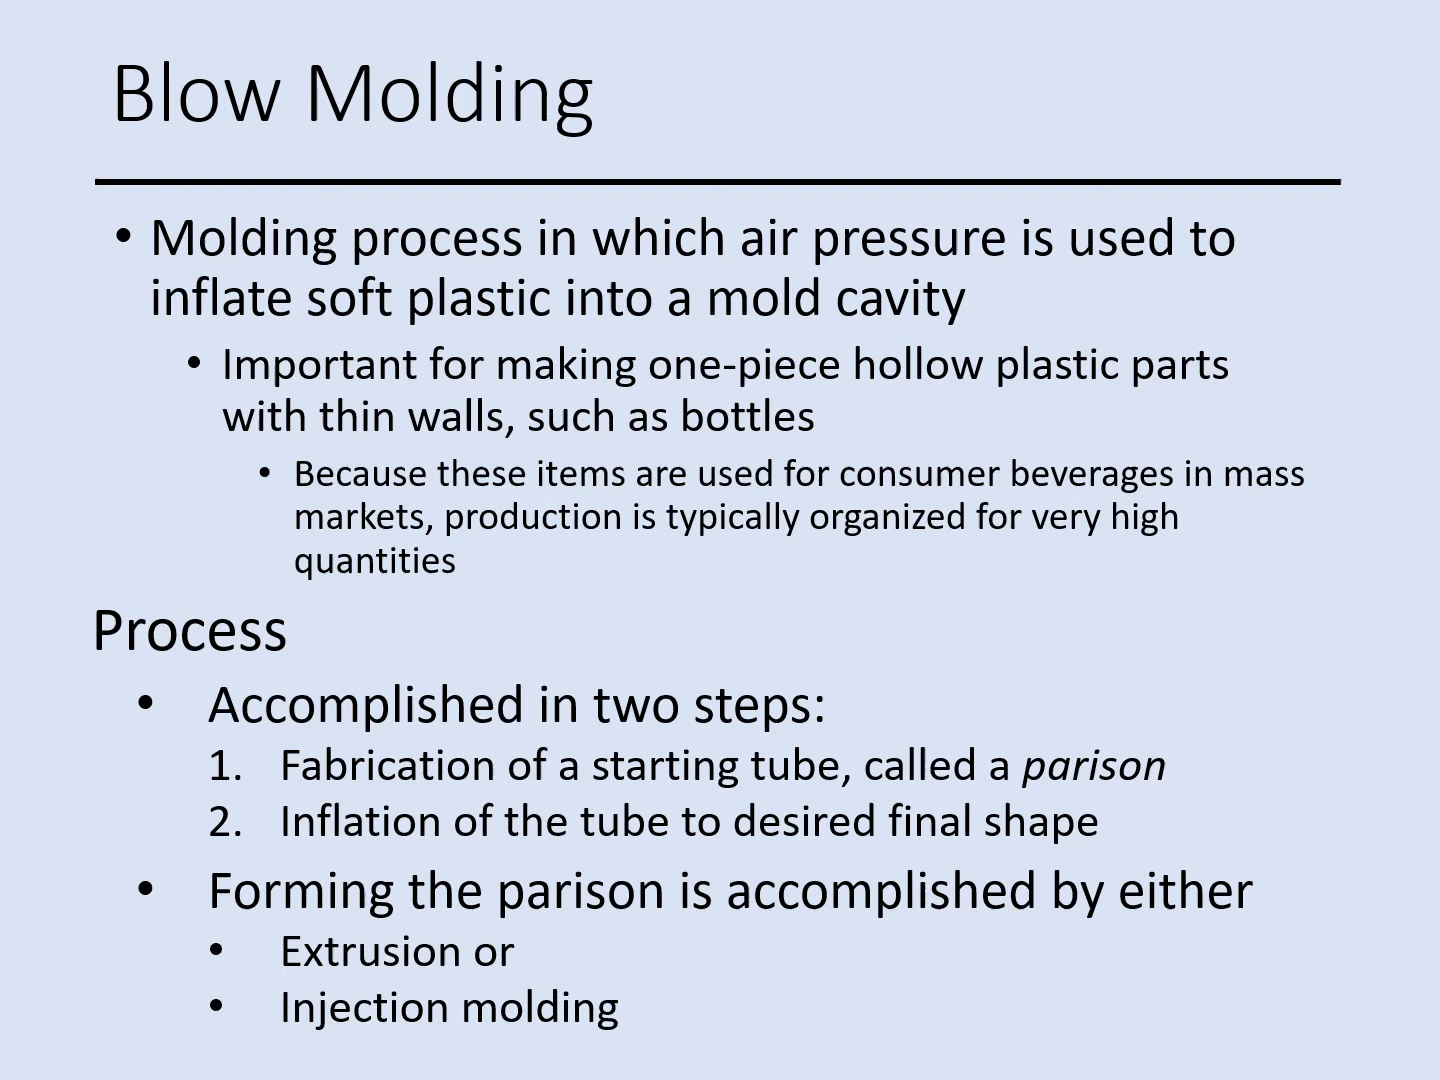 Blow Molding
• Molding process in which air pressure is used to
inflate soft plastic into a mold cavity
• Important for making one-piece hollow plastic parts
with thin walls, such as bottles
• Because these items are used for consumer beverages in mass
markets, production is typically organized for very high
quantities
Process
• Accomplished in two steps:
1. Fabrication of a starting tube, called a parison
2. Inflation of the tube to desired final shape
• Forming the parison is accomplished by either
• Extrusion or
• Injection molding